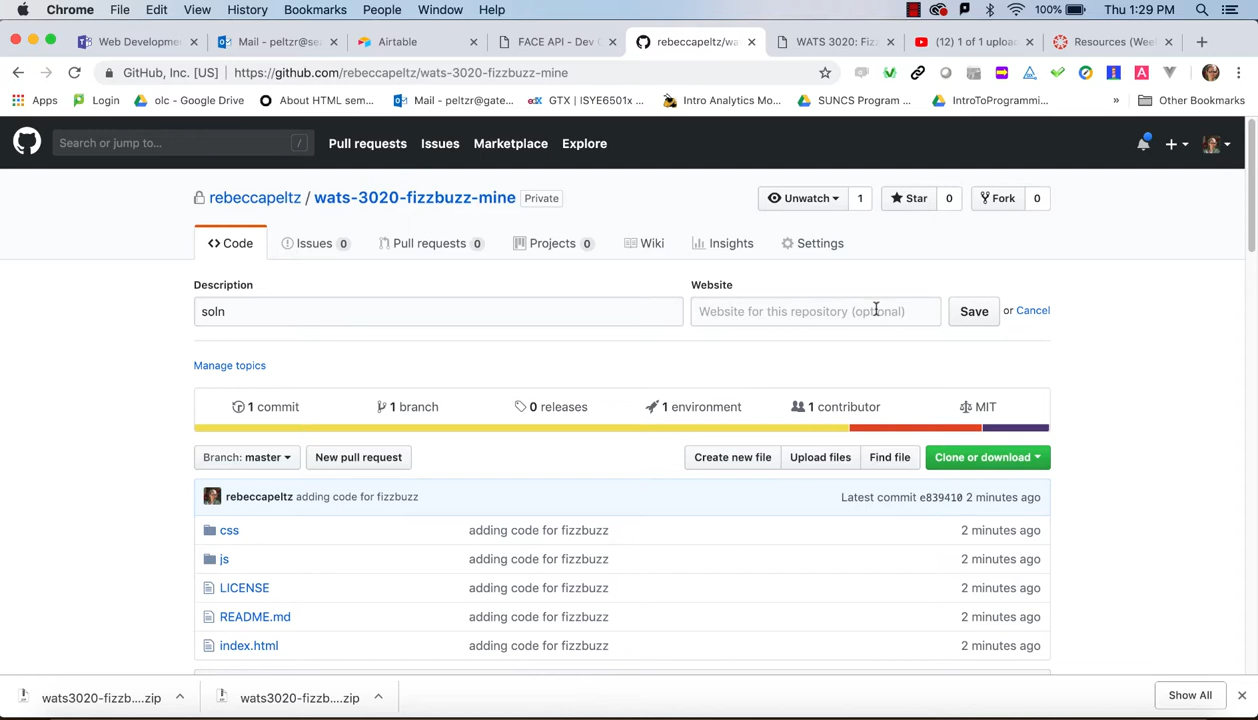 Chrome File Edit View History Bookmarks People Window Help 100% Thu 1:29 PM
Web Developme Mail - peltzr@se Airtable FACE API - Dev C rebeccapeltz/wa WATS 3020: Fiz (12) 1 of 1 uploa Resources (Wee
GitHub, Inc. [US] https://github.com/rebeccapeltz/wats-3020-fizzbuzz-mine
Apps Login olc - Google Drive About HTML sem... Mail - peltzr@gate... GTX | ISYE6501x ... Intro Analytics Mo... SUNCS Program ... IntroToProgrammi... » Other Bookmarks
Search or jump to... / Pull requests Issues Marketplace Explore
rebeccapeltz / wats-3020-fizzbuzz-mine Private Unwatch 1 Star 0 Fork 0
Code Issues 0 Pull requests 0 Projects 0 Wiki Insights Settings
Description Website
soln Website for this repository (optional) Save or Cancel
Manage topics
1 commit 1 branch 0 releases 1 environment 1 contributor MIT
Branch: master New pull request Create new file Upload files Find file Clone or download
rebeccapeltz adding code for fizzbuzz Latest commit e839410 2 minutes ago
css adding code for fizzbuzz 2 minutes ago
js adding code for fizzbuzz 2 minutes ago
LICENSE adding code for fizzbuzz 2 minutes ago
README.md adding code for fizzbuzz 2 minutes ago
index.html adding code for fizzbuzz 2 minutes ago
wats3020-fizzb....zip wats3020-fizzb....zip Show All